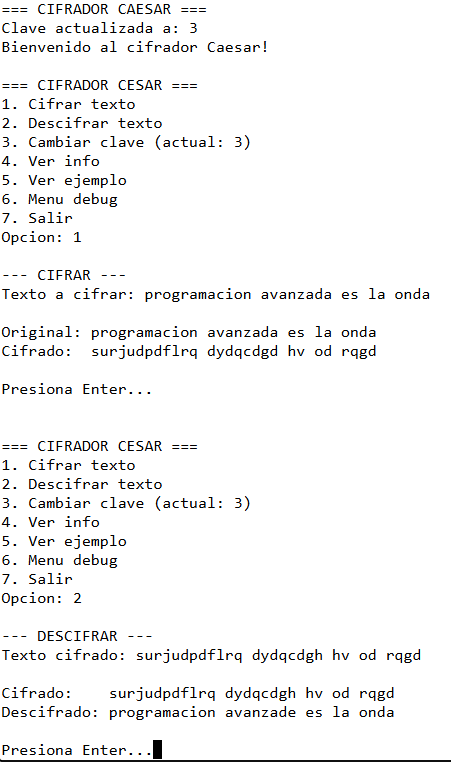 === CIFRADOR CAESAR ===
Clave actualizada a: 3
Bienvenido al cifrador Caesar!
=== CIFRADOR CESAR ===
1. Cifrar texto
2. Descifrar texto
3. Cambiar clave (actual: 3)
4. Ver info
5. Ver ejemplo
6. Menu debug
7. Salir
Opcion: 1
--- CIFRAR ---
Texto a cifrar: programacion avanzada es la onda
Original: programacion avanzada es la onda
Cifrado:  surjudpdflrq dydqcdgd hv od rqgd
Presiona Enter...
=== CIFRADOR CESAR ===
1. Cifrar texto
2. Descifrar texto
3. Cambiar clave (actual: 3)
4. Ver info
5. Ver ejemplo
6. Menu debug
7. Salir
Opcion: 2
--- DESCIFRAR ---
Texto cifrado: surjudpdflrq dydqcdgh hv od rqgd
Cifrado:    surjudpdflrq dydqcdgh hv od rqgd
Descifrado: programacion avanzade es la onda
Presiona Enter...